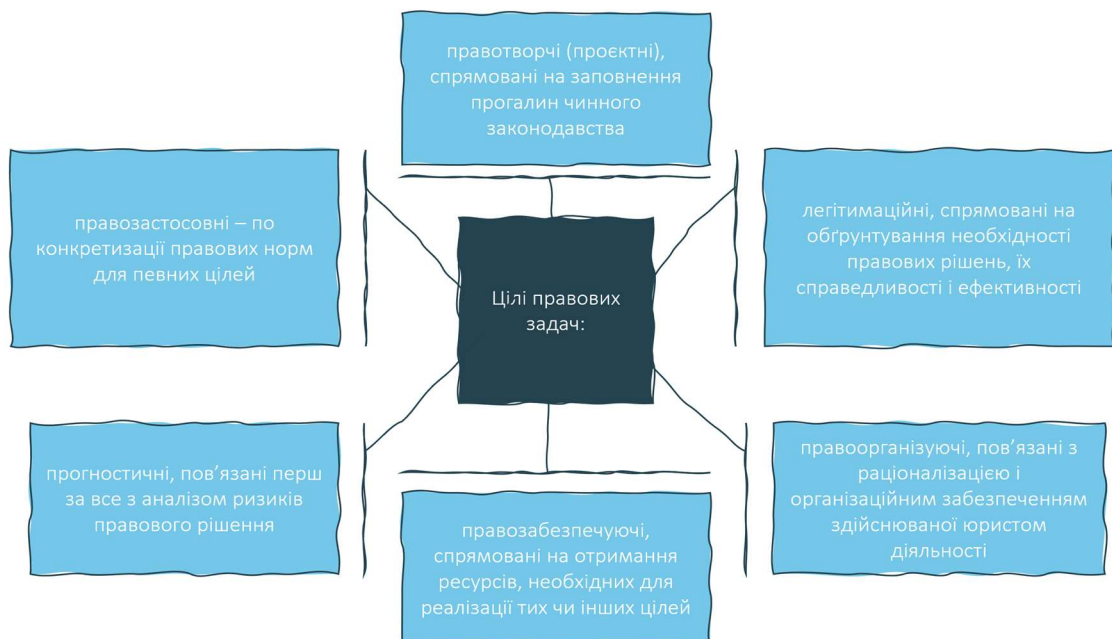 правотворчі (проєктні),
спрямовані на заповнення
прогалин чинного
законодавства
правозастосовні – по
конкретизації правових норм
для певних цілей
легітимаційні, спрямовані на
обґрунтування необхідності
правових рішень, їх
справедливості і ефективності
Цілі правових
задач:
прогностичні, пов’язані перш
за все з аналізом ризиків
правового рішення
правозабезпечуючі,
спрямовані на отримання
ресурсів, необхідних для
реалізації тих чи інших цілей
правоорганізуючі, пов’язані з
раціоналізацією і
організаційним забезпеченням
здійснюваної юристом
діяльності